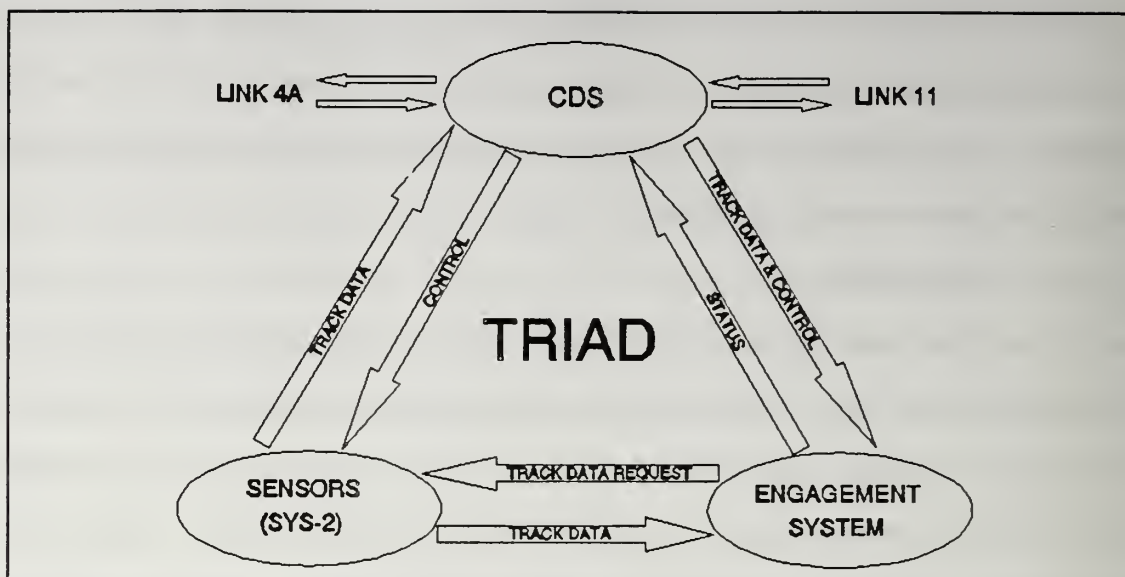 LINK 4A
CDS
LINK 11
TRACK DATA
CONTROL
TRACK DATA & CONTROL
STATUS
TRIAD
SENSORS
(SYS-2)
TRACK DATA REQUEST
TRACK DATA
ENGAGEMENT
SYSTEM